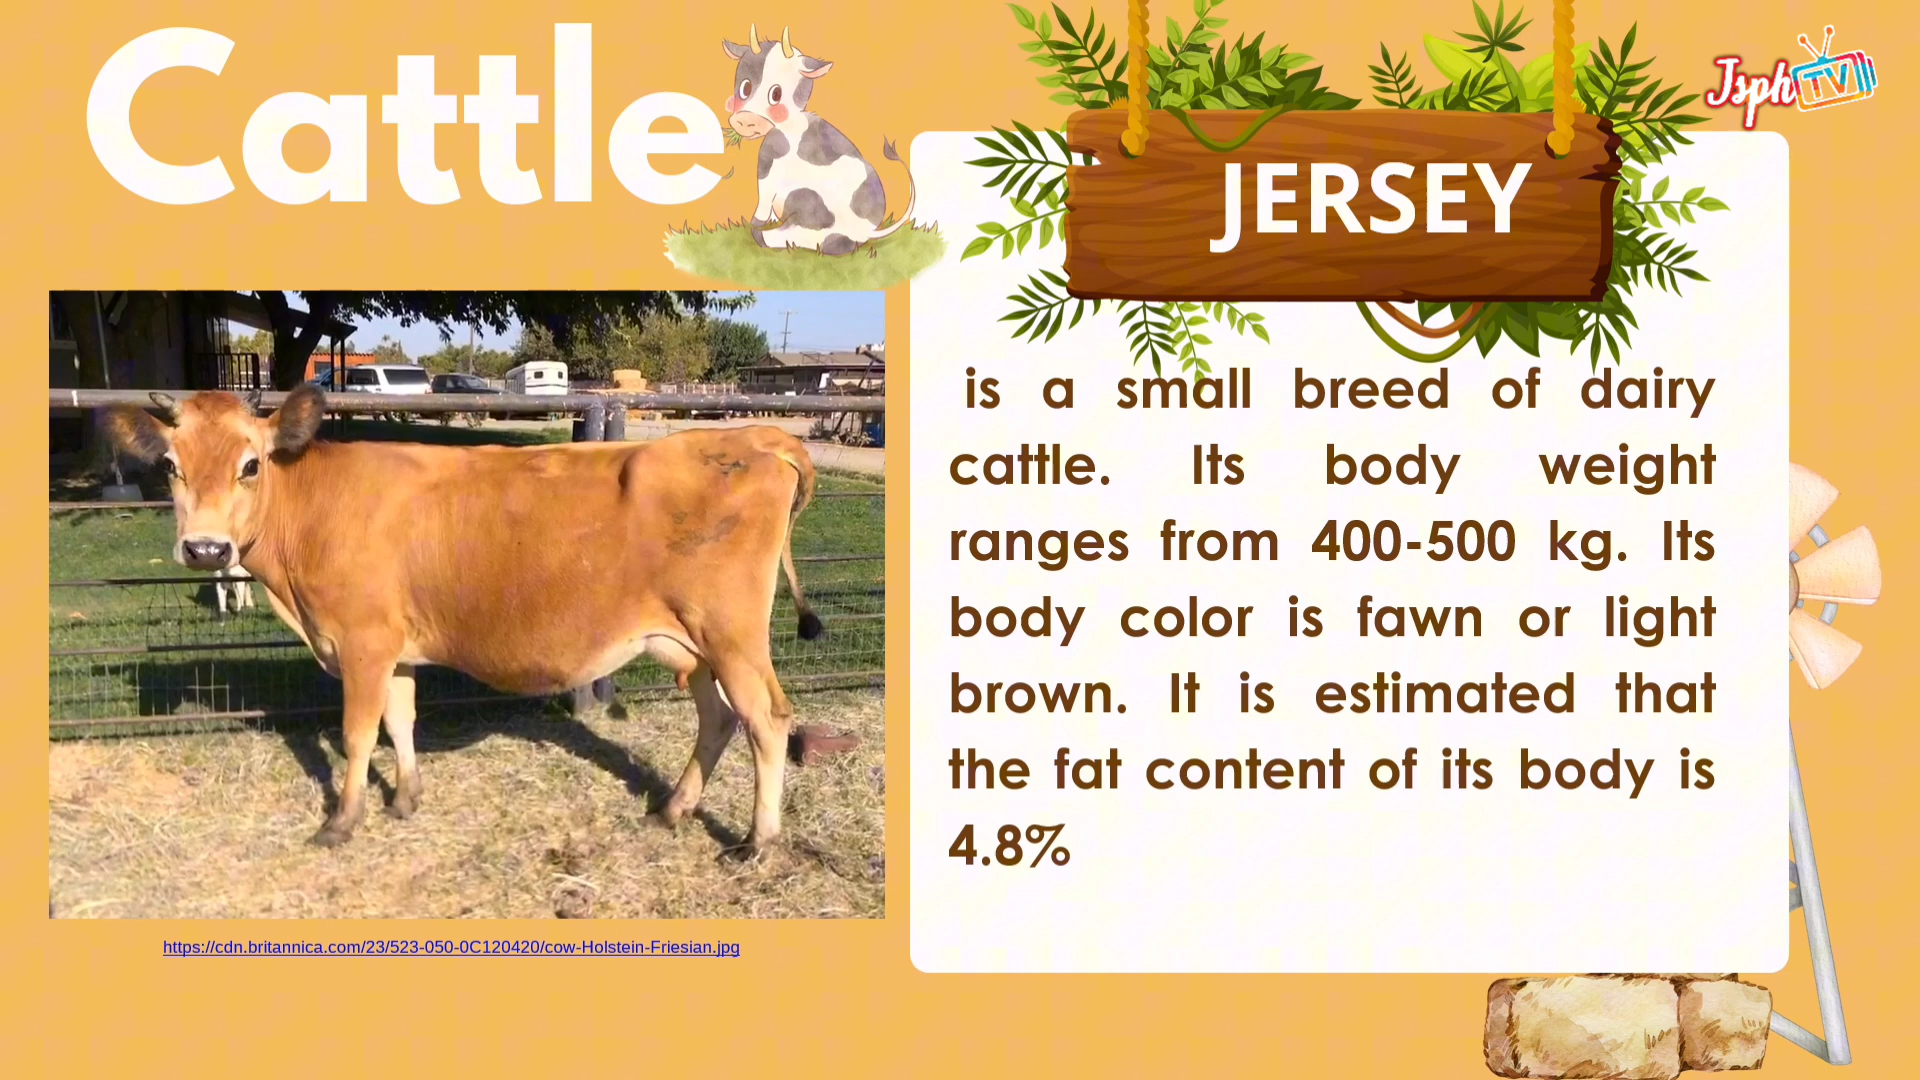 Cattle
Jsph TV
JERSEY
is a small breed of dairy
cattle. Its body weight
ranges from 400-500 kg. Its
body color is fawn or light
brown. It is estimated that
the fat content of its body is
4.8%
https://cdn.britannica.com/23/523-050-0C120420/cow-Holstein-Friesian.jpg